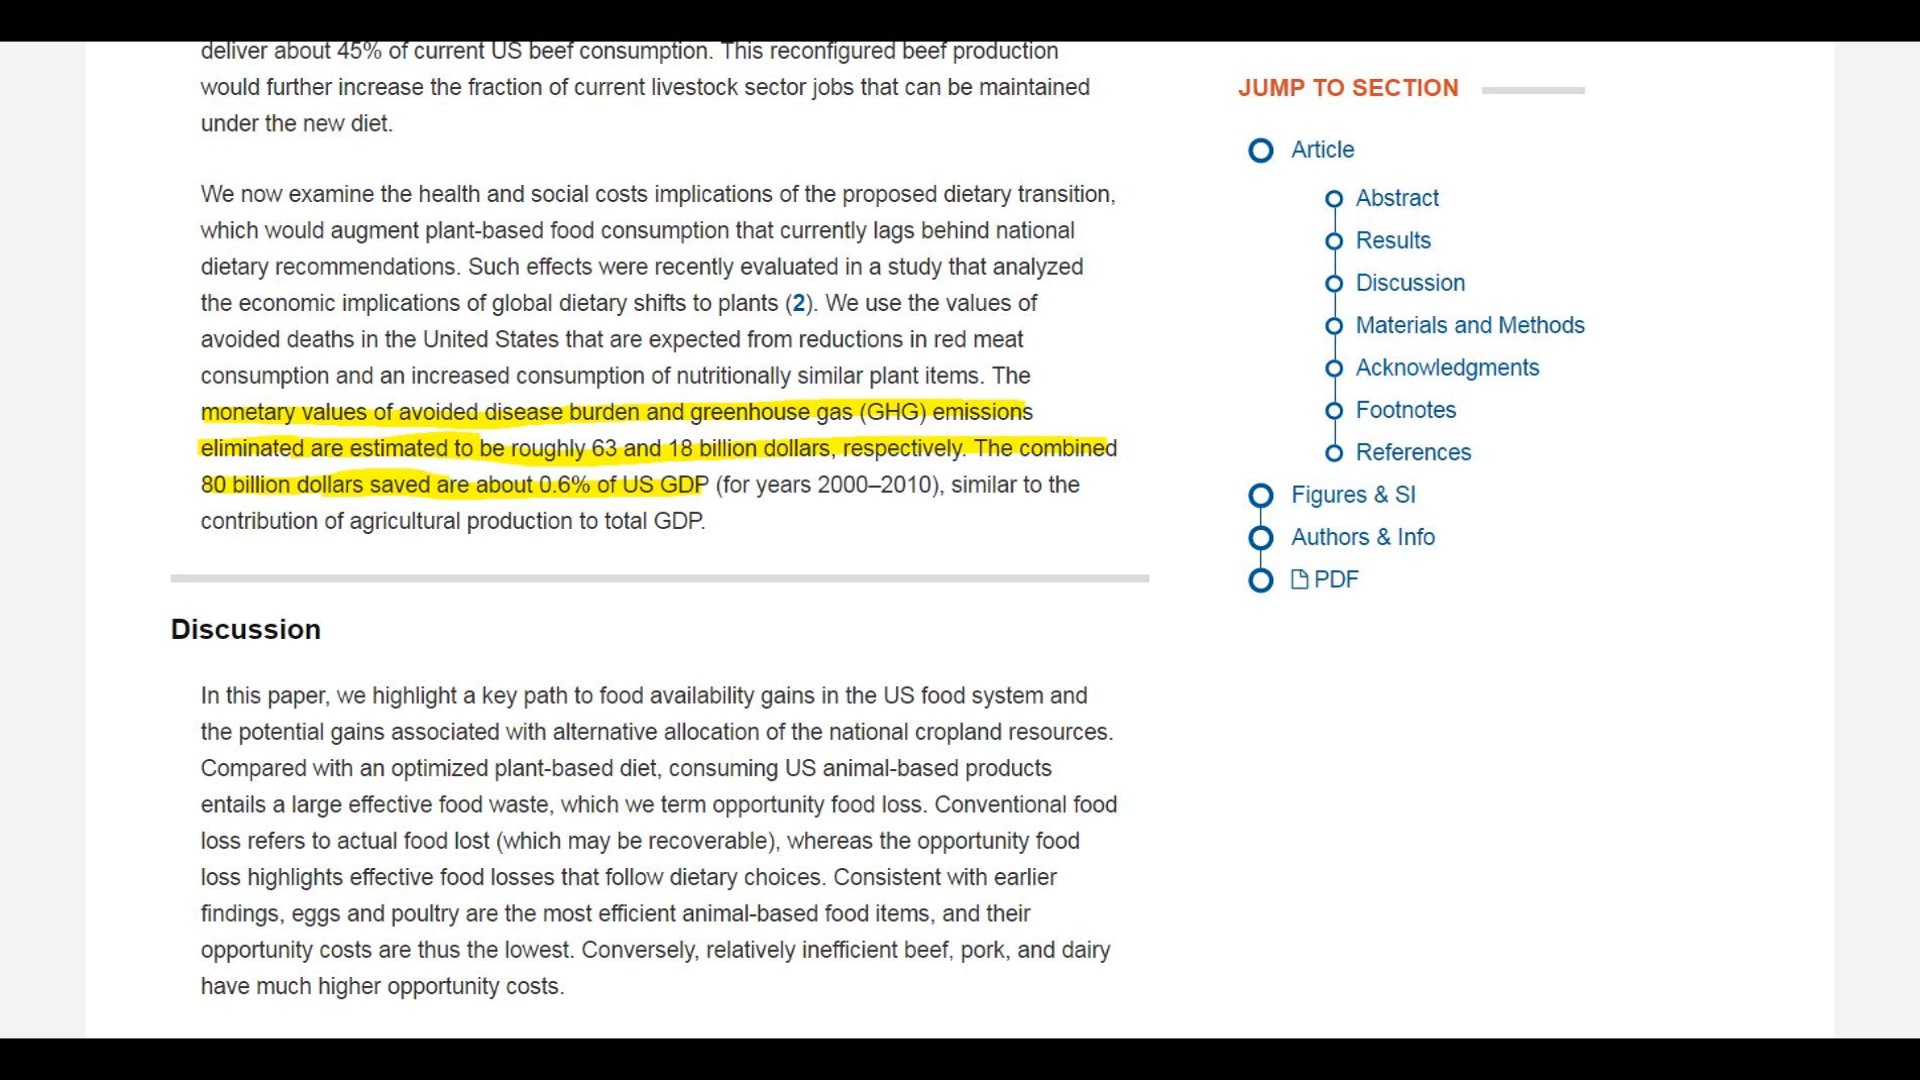 deliver about 45% of current US beef consumption. This reconfigured beef production
would further increase the fraction of current livestock sector jobs that can be maintained
under the new diet.
We now examine the health and social costs implications of the proposed dietary transition,
which would augment plant-based food consumption that currently lags behind national
dietary recommendations. Such effects were recently evaluated in a study that analyzed
the economic implications of global dietary shifts to plants (2). We use the values of
avoided deaths in the United States that are expected from reductions in red meat
consumption and an increased consumption of nutritionally similar plant items. The
monetary values of avoided disease burden and greenhouse gas (GHG) emissions
eliminated are estimated to be roughly 63 and 18 billion dollars, respectively. The combined
80 billion dollars saved are about 0.6% of US GDP (for years 2000–2010), similar to the
contribution of agricultural production to total GDP.
Discussion
In this paper, we highlight a key path to food availability gains in the US food system and
the potential gains associated with alternative allocation of the national cropland resources.
Compared with an optimized plant-based diet, consuming US animal-based products
entails a large effective food waste, which we term opportunity food loss. Conventional food
loss refers to actual food lost (which may be recoverable), whereas the opportunity food
loss highlights effective food losses that follow dietary choices. Consistent with earlier
findings, eggs and poultry are the most efficient animal-based food items, and their
opportunity costs are thus the lowest. Conversely, relatively inefficient beef, pork, and dairy
have much higher opportunity costs.
JUMP TO SECTION
Article
Abstract
Results
Discussion
Materials and Methods
Acknowledgments
Footnotes
References
Figures & SI
Authors & Info
PDF